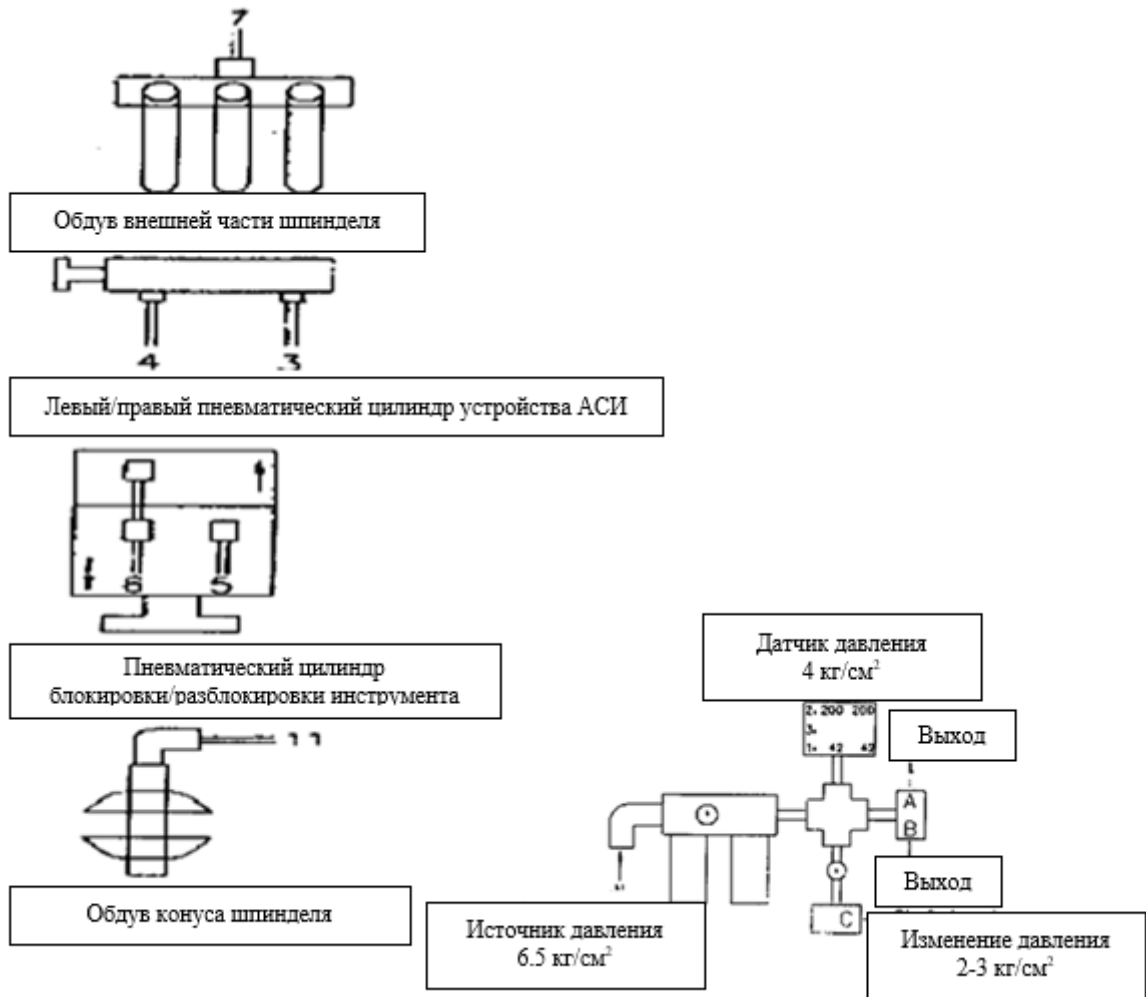 7
Обдув внешней части шпинделя
4 3
Левый/правый пневматический цилиндр устройства АСИ
6 5
Пневматический цилиндр
блокировки/разблокировки инструмента
Обдув конуса шпинделя
Датчик давления
4 кг/см²
2. 200 200
3.
1. 42 42
Выход
A
B
Выход
C
Источник давления
6.5 кг/см²
Изменение давления
2-3 кг/см²